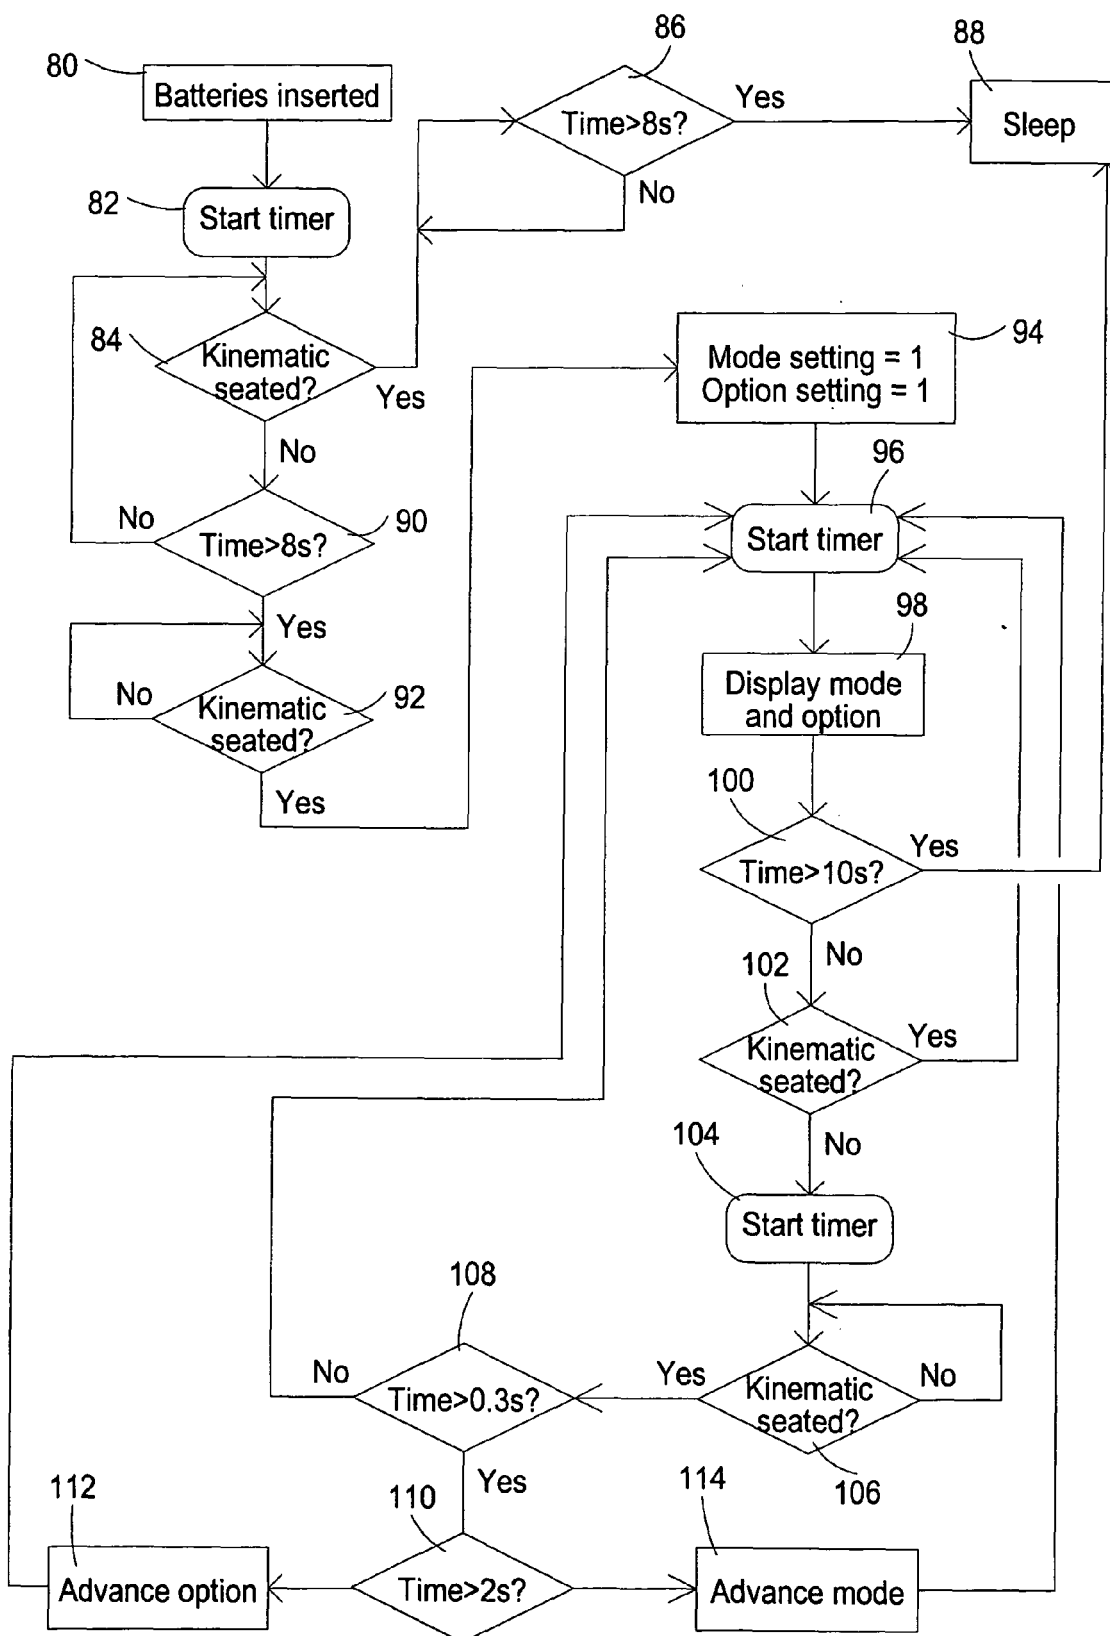 80
Batteries inserted
86
Time>8s?
Yes
No
88
Sleep
82
Start timer
84
Kinematic
seated?
Yes
No
94
Mode setting = 1
Option setting = 1
90
Time>8s?
No
Yes
96
Start timer
92
Kinematic
seated?
No
Yes
98
Display mode
and option
100
Time>10s?
Yes
No
102
Kinematic
seated?
Yes
No
104
Start timer
106
Kinematic
seated?
No
Yes
108
Time>0.3s?
No
Yes
110
Time>2s?
112
Advance option
114
Advance mode